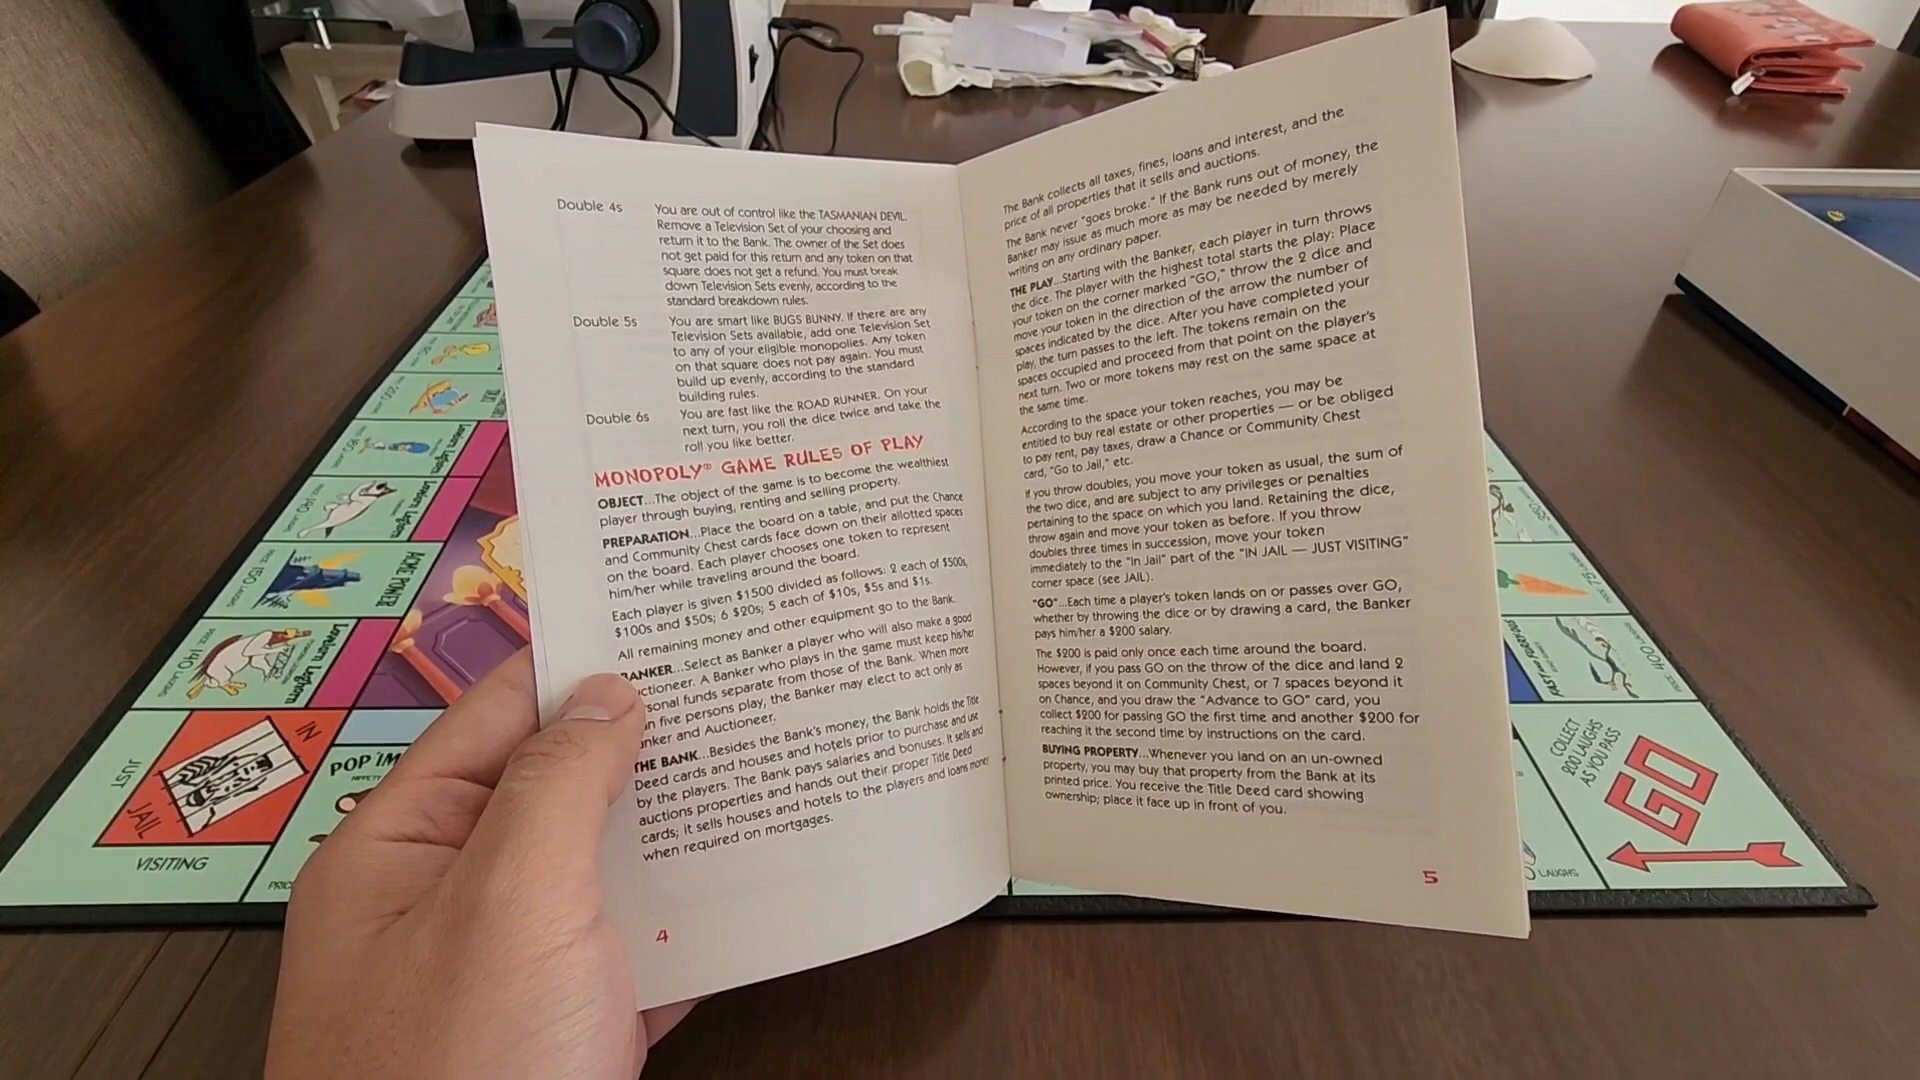 Double 4s
You are out of control like the TASMANIAN DEVIL.
Remove a Television Set of your choosing and
return it to the Bank. The owner of the Set does
not get paid for this return and any token on that
square does not get a refund. You must break
down Television Sets evenly, according to the
standard breakdown rules.
Double 5s
You are smart like BUGS BUNNY. If there are any
Television Sets available, add one Television Set
to any of your eligible monopolies. Any token
on that square does not pay again. You must
build up evenly, according to the standard
building rules.
Double 6s
You are fast like the ROAD RUNNER. On your
next turn, you roll the dice twice and take the
roll you like better.
MONOPOLY® GAME RULES OF PLAY
OBJECT...The object of the game is to become the wealthiest
player through buying, renting and selling property.
PREPARATION...Place the board on a table, and put the Chance
and Community Chest cards face down on their allotted spaces
on the board. Each player chooses one token to represent
him/her while traveling around the board.
Each player is given $1500 divided as follows: 2 each of $500s,
$100s and $50s; 6 $20s; 5 each of $10s, $5s and $1s.
All remaining money and other equipment go to the Bank.
BANKER...Select as Banker a player who will also make a good
uctioneer. A Banker who plays in the game must keep his/her
sonal funds separate from those of the Bank. When more
n five persons play, the Banker may elect to act only as
nker and Auctioneer.
THE BANK...Besides the Bank's money, the Bank holds the Title
Deed cards and houses and hotels prior to purchase and use
by the players. The Bank pays salaries and bonuses. It sells and
auctions properties and hands out their proper Title Deed
cards; it sells houses and hotels to the players and loans money
when required on mortgages.
4
The Bank collects all taxes, fines, loans and interest, and the
price of all properties that it sells and auctions.
The Bank never "goes broke." If the Bank runs out of money, the
Banker may issue as much more as may be needed by merely
writing on any ordinary paper.
THE PLAY...Starting with the Banker, each player in turn throws
the dice. The player with the highest total starts the play: Place
your token on the corner marked "GO," throw the 2 dice and
move your token in the direction of the arrow the number of
spaces indicated by the dice. After you have completed your
play, the turn passes to the left. The tokens remain on the
spaces occupied and proceed from that point on the player's
next turn. Two or more tokens may rest on the same space at
the same time.
According to the space your token reaches, you may be
entitled to buy real estate or other properties — or be obliged
to pay rent, pay taxes, draw a Chance or Community Chest
card, "Go to Jail," etc.
If you throw doubles, you move your token as usual, the sum of
the two dice, and are subject to any privileges or penalties
pertaining to the space on which you land. Retaining the dice,
throw again and move your token as before. If you throw
doubles three times in succession, move your token
immediately to the "In Jail" part of the "IN JAIL — JUST VISITING"
corner space (see JAIL).
"GO"...Each time a player's token lands on or passes over GO,
whether by throwing the dice or by drawing a card, the Banker
pays him/her a $200 salary.
The $200 is paid only once each time around the board.
However, if you pass GO on the throw of the dice and land 2
spaces beyond it on Community Chest, or 7 spaces beyond it
on Chance, and you draw the "Advance to GO" card, you
collect $200 for passing GO the first time and another $200 for
reaching it the second time by instructions on the card.
BUYING PROPERTY...Whenever you land on an un-owned
property, you may buy that property from the Bank at its
printed price. You receive the Title Deed card showing
ownership; place it face up in front of you.
5
Lovelorn Leghorn
PRICE 160
Lovelorn Leghorn
PRICE 140 LAUGHS
ACME POWER
PRICE 150 LAUGHS
Lovelorn Leghorn
PRICE 140 LAUGHS
IN
JAIL
JUST
VISITING
POP 'IM
FAST AND FURRY-OUS
PRICE 400 LAUGHS
COLLECT
200 LAUGHS
AS YOU PASS
GO
LAUGHS